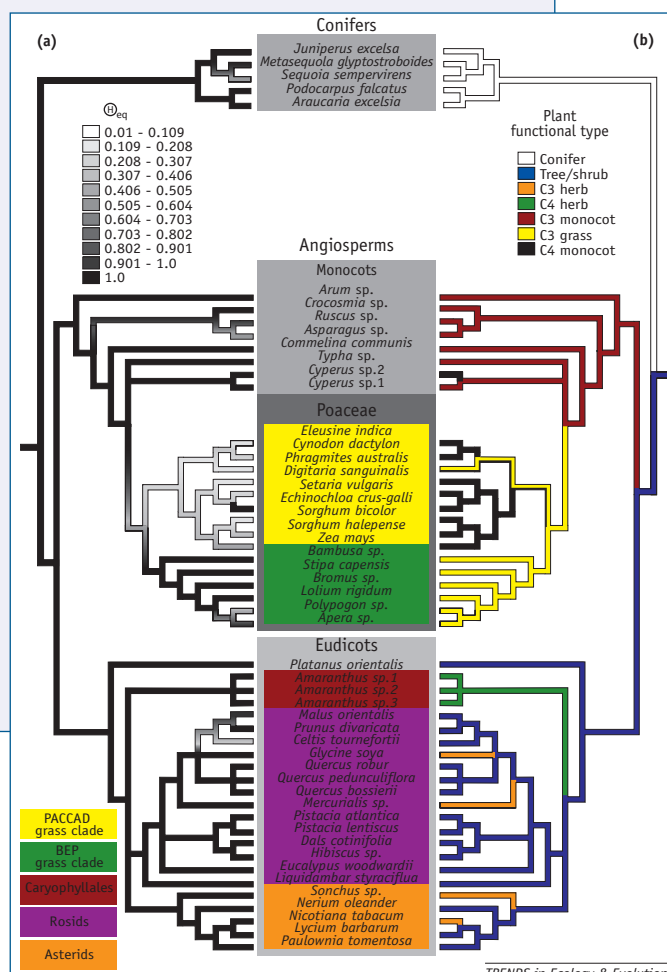 Conifers
(a)
(b)
Juniperus excelsa
Metasequola glyptostroboides
Sequoia sempervirens
Podocarpus falcatus
Araucaria excelsia
Ⓗeq
0.01 - 0.109
0.109 - 0.208
0.208 - 0.307
0.307 - 0.406
0.406 - 0.505
0.505 - 0.604
0.604 - 0.703
0.703 - 0.802
0.802 - 0.901
0.901 - 1.0
1.0
Plant
functional type
Conifer
Tree/shrub
C3 herb
C4 herb
C3 monocot
C3 grass
C4 monocot
Angiosperms
Monocots
Arum sp.
Crocosmia sp.
Ruscus sp.
Asparagus sp.
Commelina communis
Typha sp.
Cyperus sp.2
Cyperus sp.1
Poaceae
Eleusine indica
Cynodon dactylon
Phragmites australis
Digitaria sanguinalis
Setaria vulgaris
Echinochloa crus-galli
Sorghum bicolor
Sorghum halepense
Zea mays
Bambusa sp.
Stipa capensis
Bromus sp.
Lolium rigidum
Polypogon sp.
Apera sp.
Eudicots
Platanus orientalis
Amaranthus sp.1
Amaranthus sp.2
Amaranthus sp.3
Malus orientalis
Prunus divaricata
Celtis tournefortii
Glycine soya
Quercus robur
Quercus pedunculiflora
Quercus bossierii
Mercurialis sp.
Pistacia atlantica
Pistacia lentiscus
Dals cotinifolia
Hibiscus sp.
Eucalypus woodwardii
Liquidambar styraciflua
Sonchus sp.
Nerium oleander
Nicotiana tabacum
Lycium barbarum
Paulownia tomentosa
PACCAD
grass clade
BEP
grass clade
Caryophyllales
Rosids
Asterids
TRENDS in Ecology & Evolution